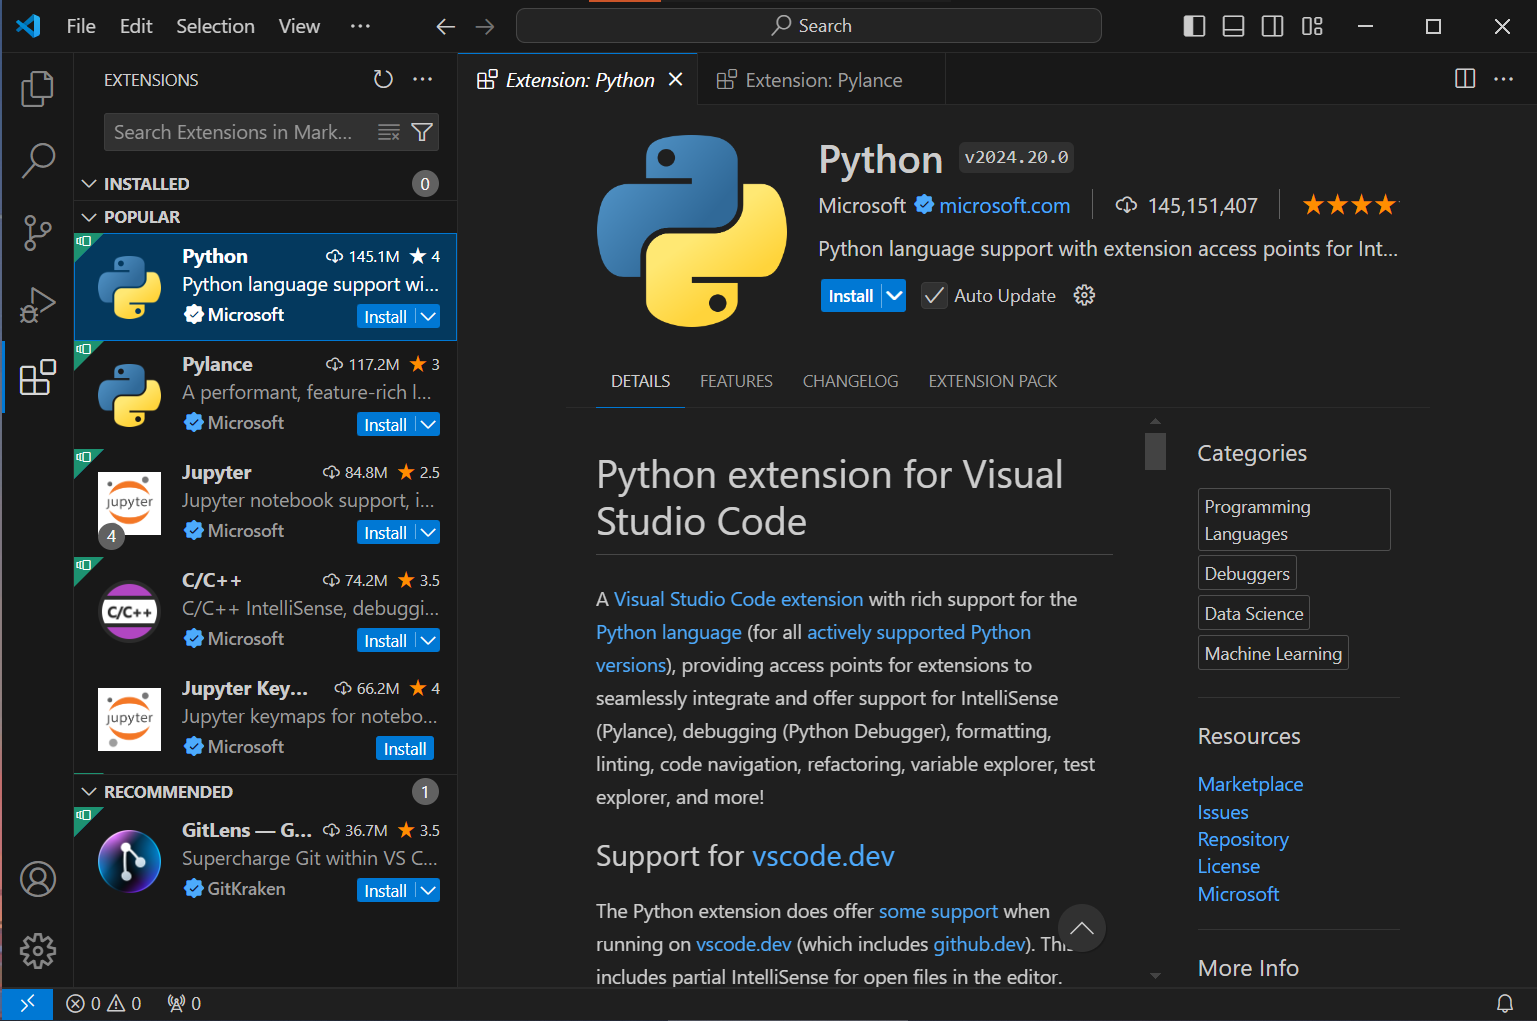 File Edit Selection View ··· Search
EXTENSIONS
Search Extensions in Mark...
INSTALLED 0
POPULAR
Python 145.1M 4
Python language support wi...
Microsoft Install
Pylance 117.2M 3
A performant, feature-rich l...
Microsoft Install
Jupyter 84.8M 2.5
Jupyter notebook support, i...
Microsoft Install
jupyter
4
C/C++ 74.2M 3.5
C/C++ IntelliSense, debuggi...
Microsoft Install
C/C++
Jupyter Key... 66.2M 4
Jupyter keymaps for notebo...
Microsoft Install
jupyter
RECOMMENDED 1
GitLens — G... 36.7M 3.5
Supercharge Git within VS C...
GitKraken Install
Extension: Python Extension: Pylance
Python v2024.20.0
Microsoft microsoft.com 145,151,407
Python language support with extension access points for Int...
Install Auto Update
DETAILS FEATURES CHANGELOG EXTENSION PACK
Python extension for Visual
Studio Code
A Visual Studio Code extension with rich support for the
Python language (for all actively supported Python
versions), providing access points for extensions to
seamlessly integrate and offer support for IntelliSense
(Pylance), debugging (Python Debugger), formatting,
linting, code navigation, refactoring, variable explorer, test
explorer, and more!
Support for vscode.dev
The Python extension does offer some support when
running on vscode.dev (which includes github.dev). This
includes partial IntelliSense for open files in the editor.
Categories
Programming
Languages
Debuggers
Data Science
Machine Learning
Resources
Marketplace
Issues
Repository
License
Microsoft
More Info
0 0 0